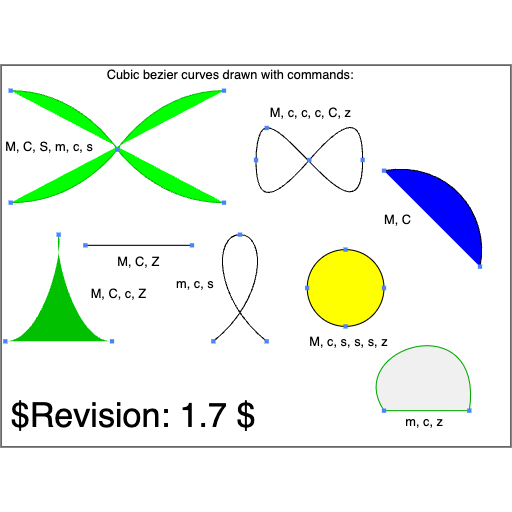 Cubic bezier curves drawn with commands:
M, c, c, c, C, z
M, C, S, m, c, s
M, C
M, C, Z
m, c, s
M, C, c, Z
M, c, s, s, s, z
$Revision: 1.7 $
m, c, z